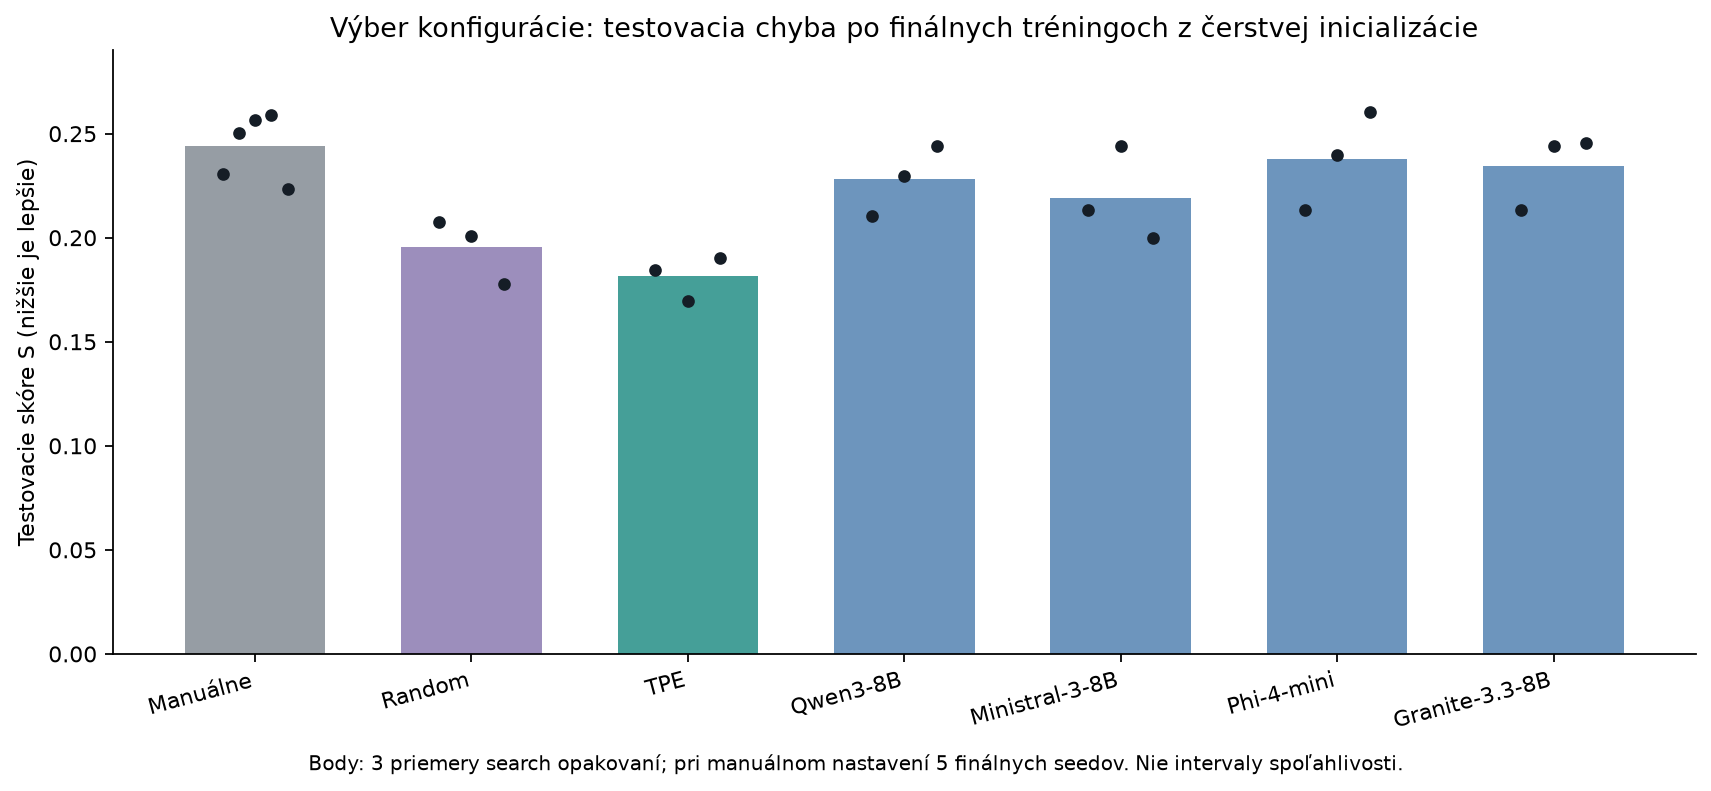 Výber konfigurácie: testovacia chyba po finálnych tréningoch z čerstvej inicializácie
Testovacie skóre S (nižšie je lepšie)
0.25
0.20
0.15
0.10
0.05
0.00
Manuálne
Random
TPE
Qwen3-8B
Ministral-3-8B
Phi-4-mini
Granite-3.3-8B
Body: 3 priemery search opakovaní; pri manuálnom nastavení 5 finálnych seedov. Nie intervaly spoľahlivosti.